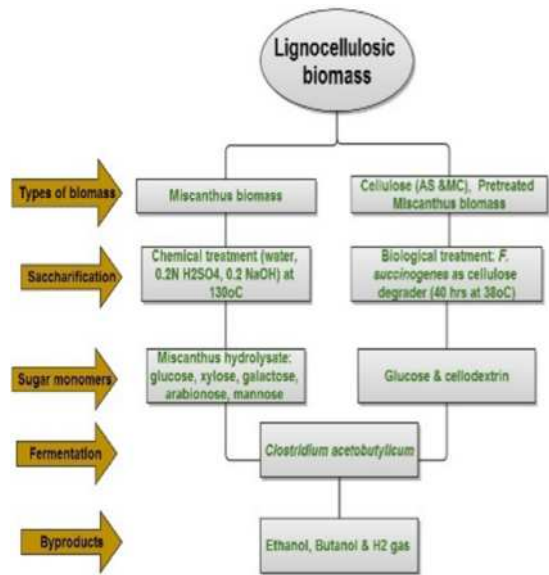 Lignocellulosic
biomass
Types of biomass
Miscanthus biomass
Cellulose (AS &MC), Pretreated
Miscanthus biomass
Saccharification
Chemical treatment (water,
0.2N H2SO4, 0.2 NaOH) at
130oC
Biological treatment: F.
succinogenes as cellulose
degrader (40 hrs at 38oC)
Sugar monomers
Miscanthus hydrolysate:
glucose, xylose, galactose,
arabionose, mannose
Glucose & cellodextrin
Fermentation
Clostridium acetobutylicum
Byproducts
Ethanol, Butanol & H2 gas